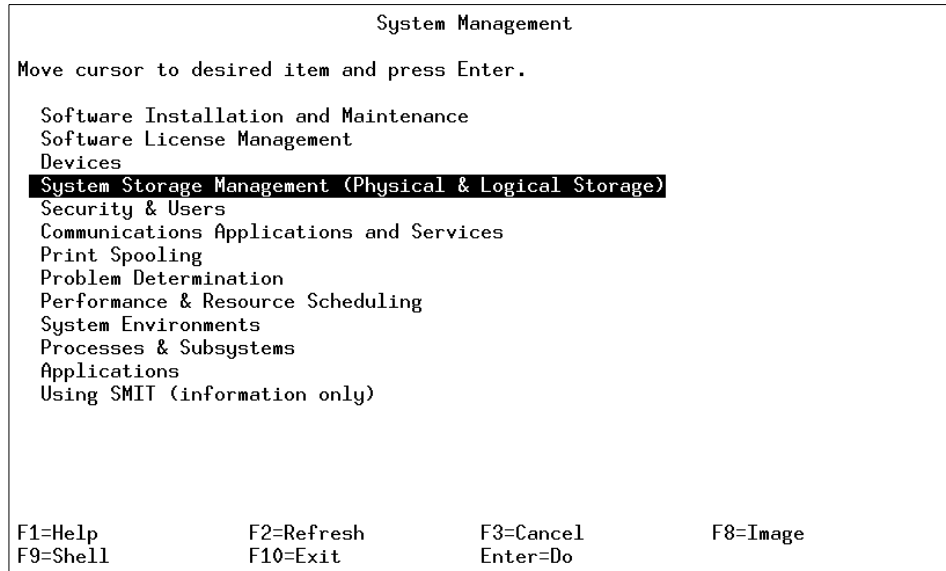 System Management
Move cursor to desired item and press Enter.
Software Installation and Maintenance
Software License Management
Devices
System Storage Management (Physical & Logical Storage)
Security & Users
Communications Applications and Services
Print Spooling
Problem Determination
Performance & Resource Scheduling
System Environments
Processes & Subsystems
Applications
Using SMIT (information only)
F1=Help F2=Refresh F3=Cancel F8=Image
F9=Shell F10=Exit Enter=Do